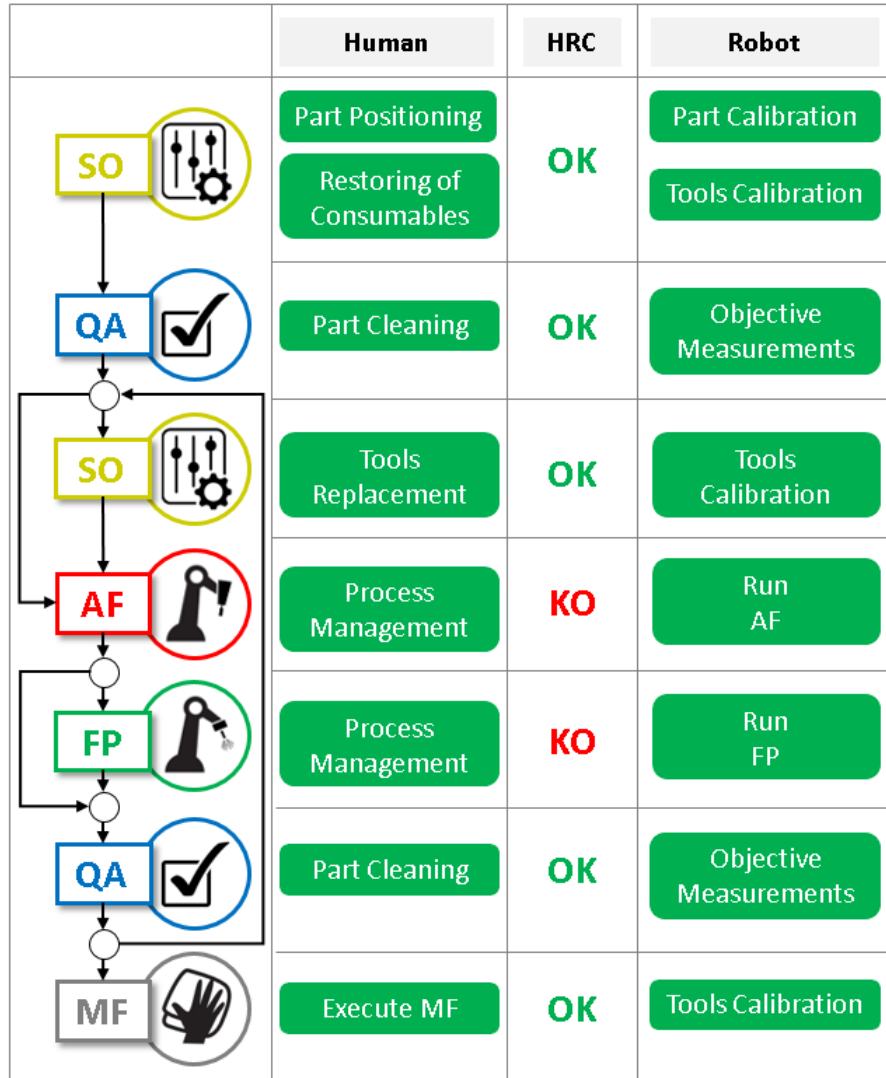 Human HRC Robot
SO
Part Positioning
Restoring of
Consumables
OK
Part Calibration
Tools Calibration
QA
Part Cleaning
OK
Objective
Measurements
SO
Tools
Replacement
OK
Tools
Calibration
AF
Process
Management
KO
Run
AF
FP
Process
Management
KO
Run
FP
QA
Part Cleaning
OK
Objective
Measurements
MF
Execute MF
OK
Tools Calibration